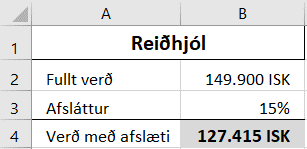 A B
1 Reiðhjól
2 Fullt verð 149.900 ISK
3 Afsláttur 15%
4 Verð með afslæti 127.415 ISK